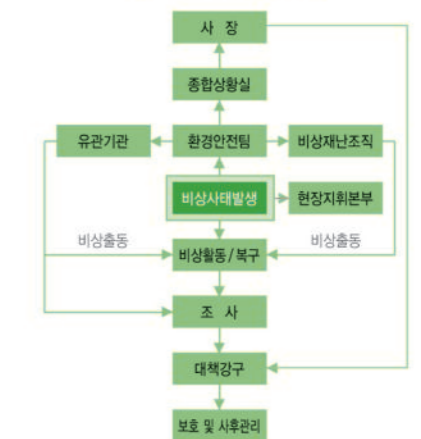 사 장
종합상황실
유관기관
환경안전팀
비상재난조직
비상사태발생
현장지휘본부
비상출동
비상출동
비상활동/복구
조 사
대책강구
보호 및 사후관리